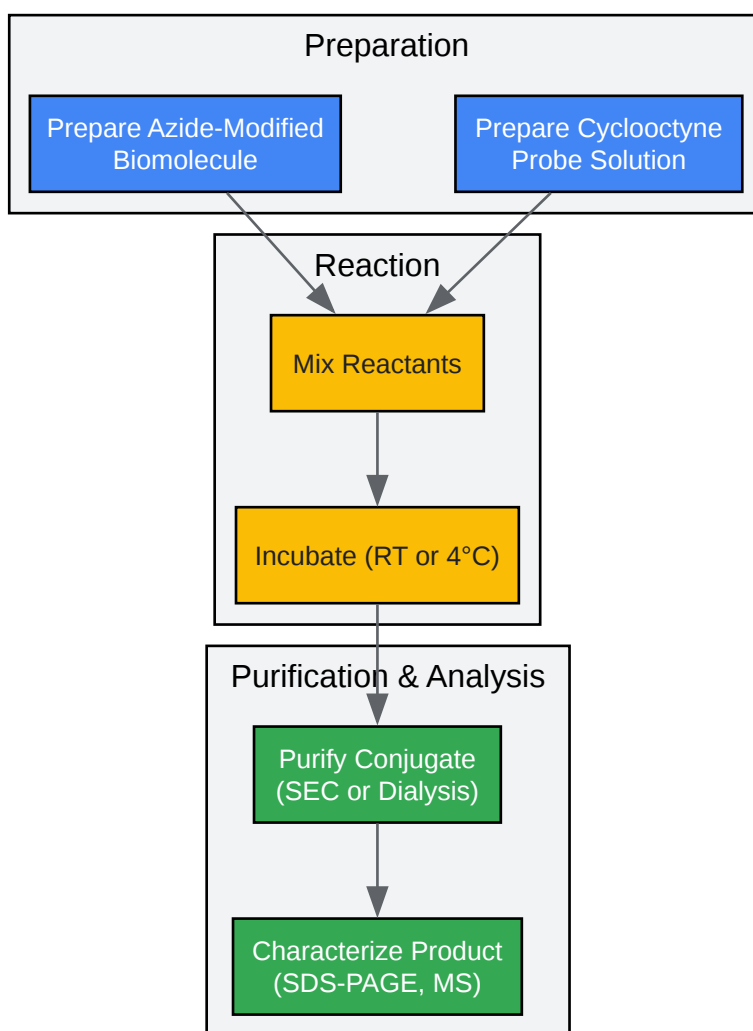 Preparation
Prepare Azide-Modified
Biomolecule
Prepare Cyclooctyne
Probe Solution
Reaction
Mix Reactants
Incubate (RT or 4°C)
Purification & Analysis
Purify Conjugate
(SEC or Dialysis)
Characterize Product
(SDS-PAGE, MS)